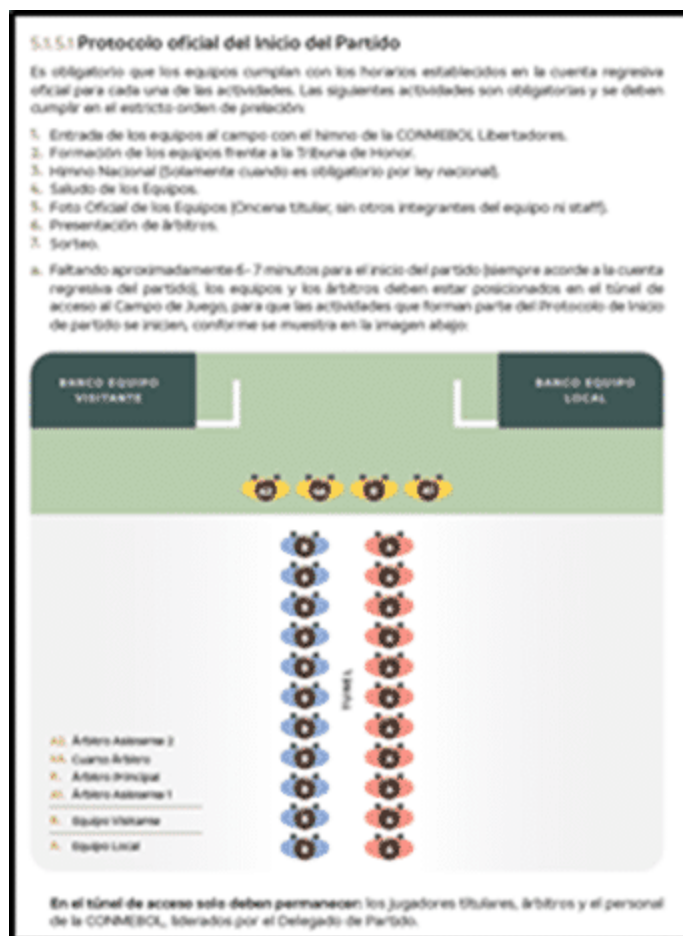 5.1.5.1 Protocolo oficial del Inicio del Partido
Es obligatorio que los equipos cumplan con los horarios establecidos en la cuenta regresiva
oficial para cada una de las actividades. Las siguientes actividades son obligatorias y se deben
cumplir en el estricto orden de prelación:
1. Entrada de los equipos al campo con el himno de la CONMEBOL Libertadores.
2. Formación de los equipos frente a la Tribuna de Honor.
3. Himno Nacional (Solamente cuando es obligatorio por ley nacional).
4. Saludo de los Equipos.
5. Foto Oficial de los Equipos (Oncena titular, sin otros integrantes del equipo ni staff).
6. Presentación de árbitros.
7. Sorteo.
a. Faltando aproximadamente 6- 7 minutos para el inicio del partido (siempre acorde a la cuenta
regresiva del partido), los equipos y los árbitros deben estar posicionados en el túnel de
acceso al Campo de Juego, para que las actividades que forman parte del Protocolo de Inicio
de partido se inicien, conforme se muestra en la imagen abajo:
BANCO EQUIPO
VISITANTE
BANCO EQUIPO
LOCAL
A2 4A R A1
TUNEL
A2. Árbitro Asistente 2
4A. Cuarto Árbitro
R. Árbitro Principal
A1. Árbitro Asistente 1
B. Equipo Visitante
A. Equipo Local
En el túnel de acceso solo deben permanecer: los jugadores titulares, árbitros y el personal
de la CONMEBOL, liderados por el Delegado de Partido.